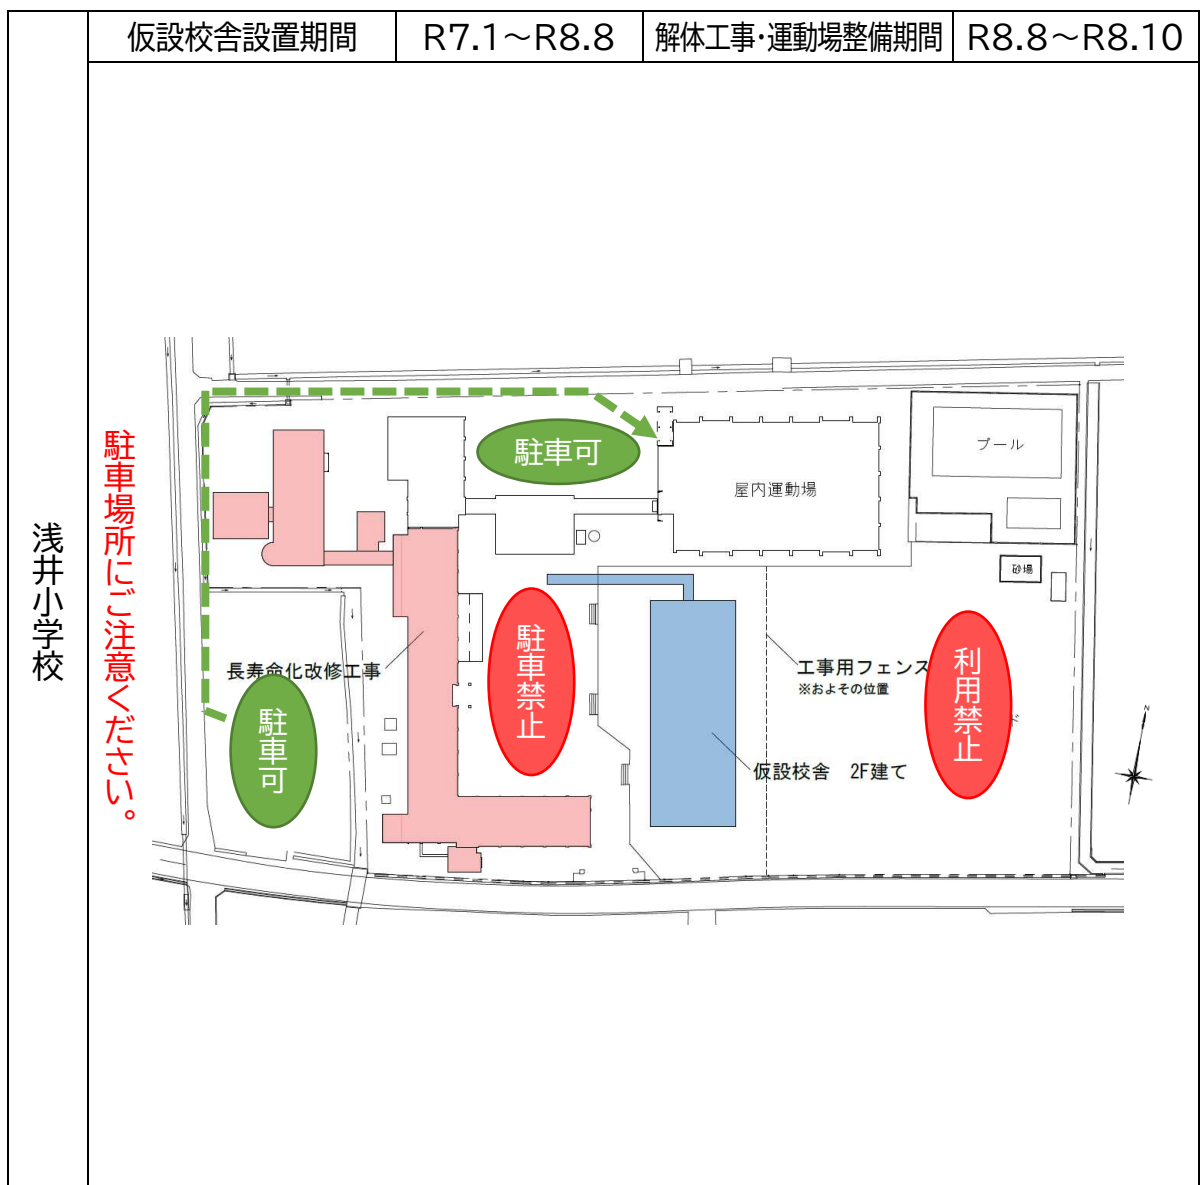 仮設校舎設置期間
R7.1～R8.8
解体工事・運動場整備期間
R8.8～R8.10
浅井小学校
駐車場所にご注意ください。
駐車可
プール
屋内運動場
砂場
長寿命化改修工事
駐車禁止
工事用フェンス
※およその位置
利用禁止
ド
駐車可
仮設校舎　2F建て
N